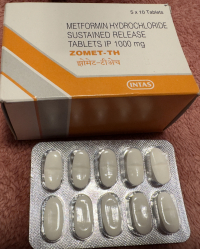 5 x 10 Tablets
METFORMIN HYDROCHLORIDE
SUSTAINED RELEASE
TABLETS IP 1000 mg
ZOMET-TH
INTAS